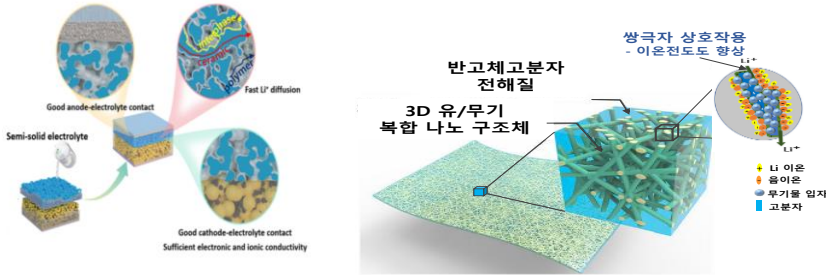 interphase
ceramic
polymer
Fast Li⁺ diffusion
Good anode-electrolyte contact
Semi-solid electrolyte
Good cathode-electrolyte contact
Sufficient electronic and ionic conductivity
쌍극자 상호작용
- 이온전도도 향상
Li⁺
반고체고분자
전해질
3D 유/무기
복합 나노 구조체
Li⁺
Li 이온
음이온
무기물 입자
고분자